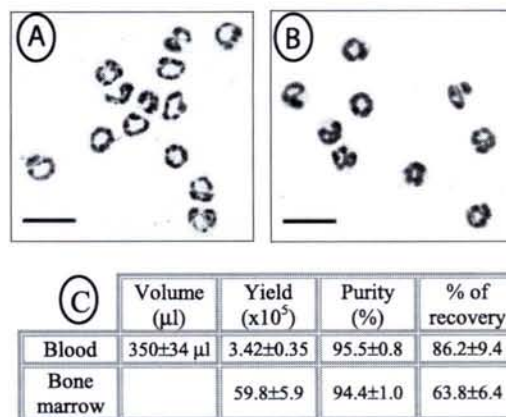 A
B
C
Volume (μl)
Yield (x10⁵)
Purity (%)
% of recovery
Blood 350±34 μl 3.42±0.35 95.5±0.8 86.2±9.4
Bone marrow 59.8±5.9 94.4±1.0 63.8±6.4